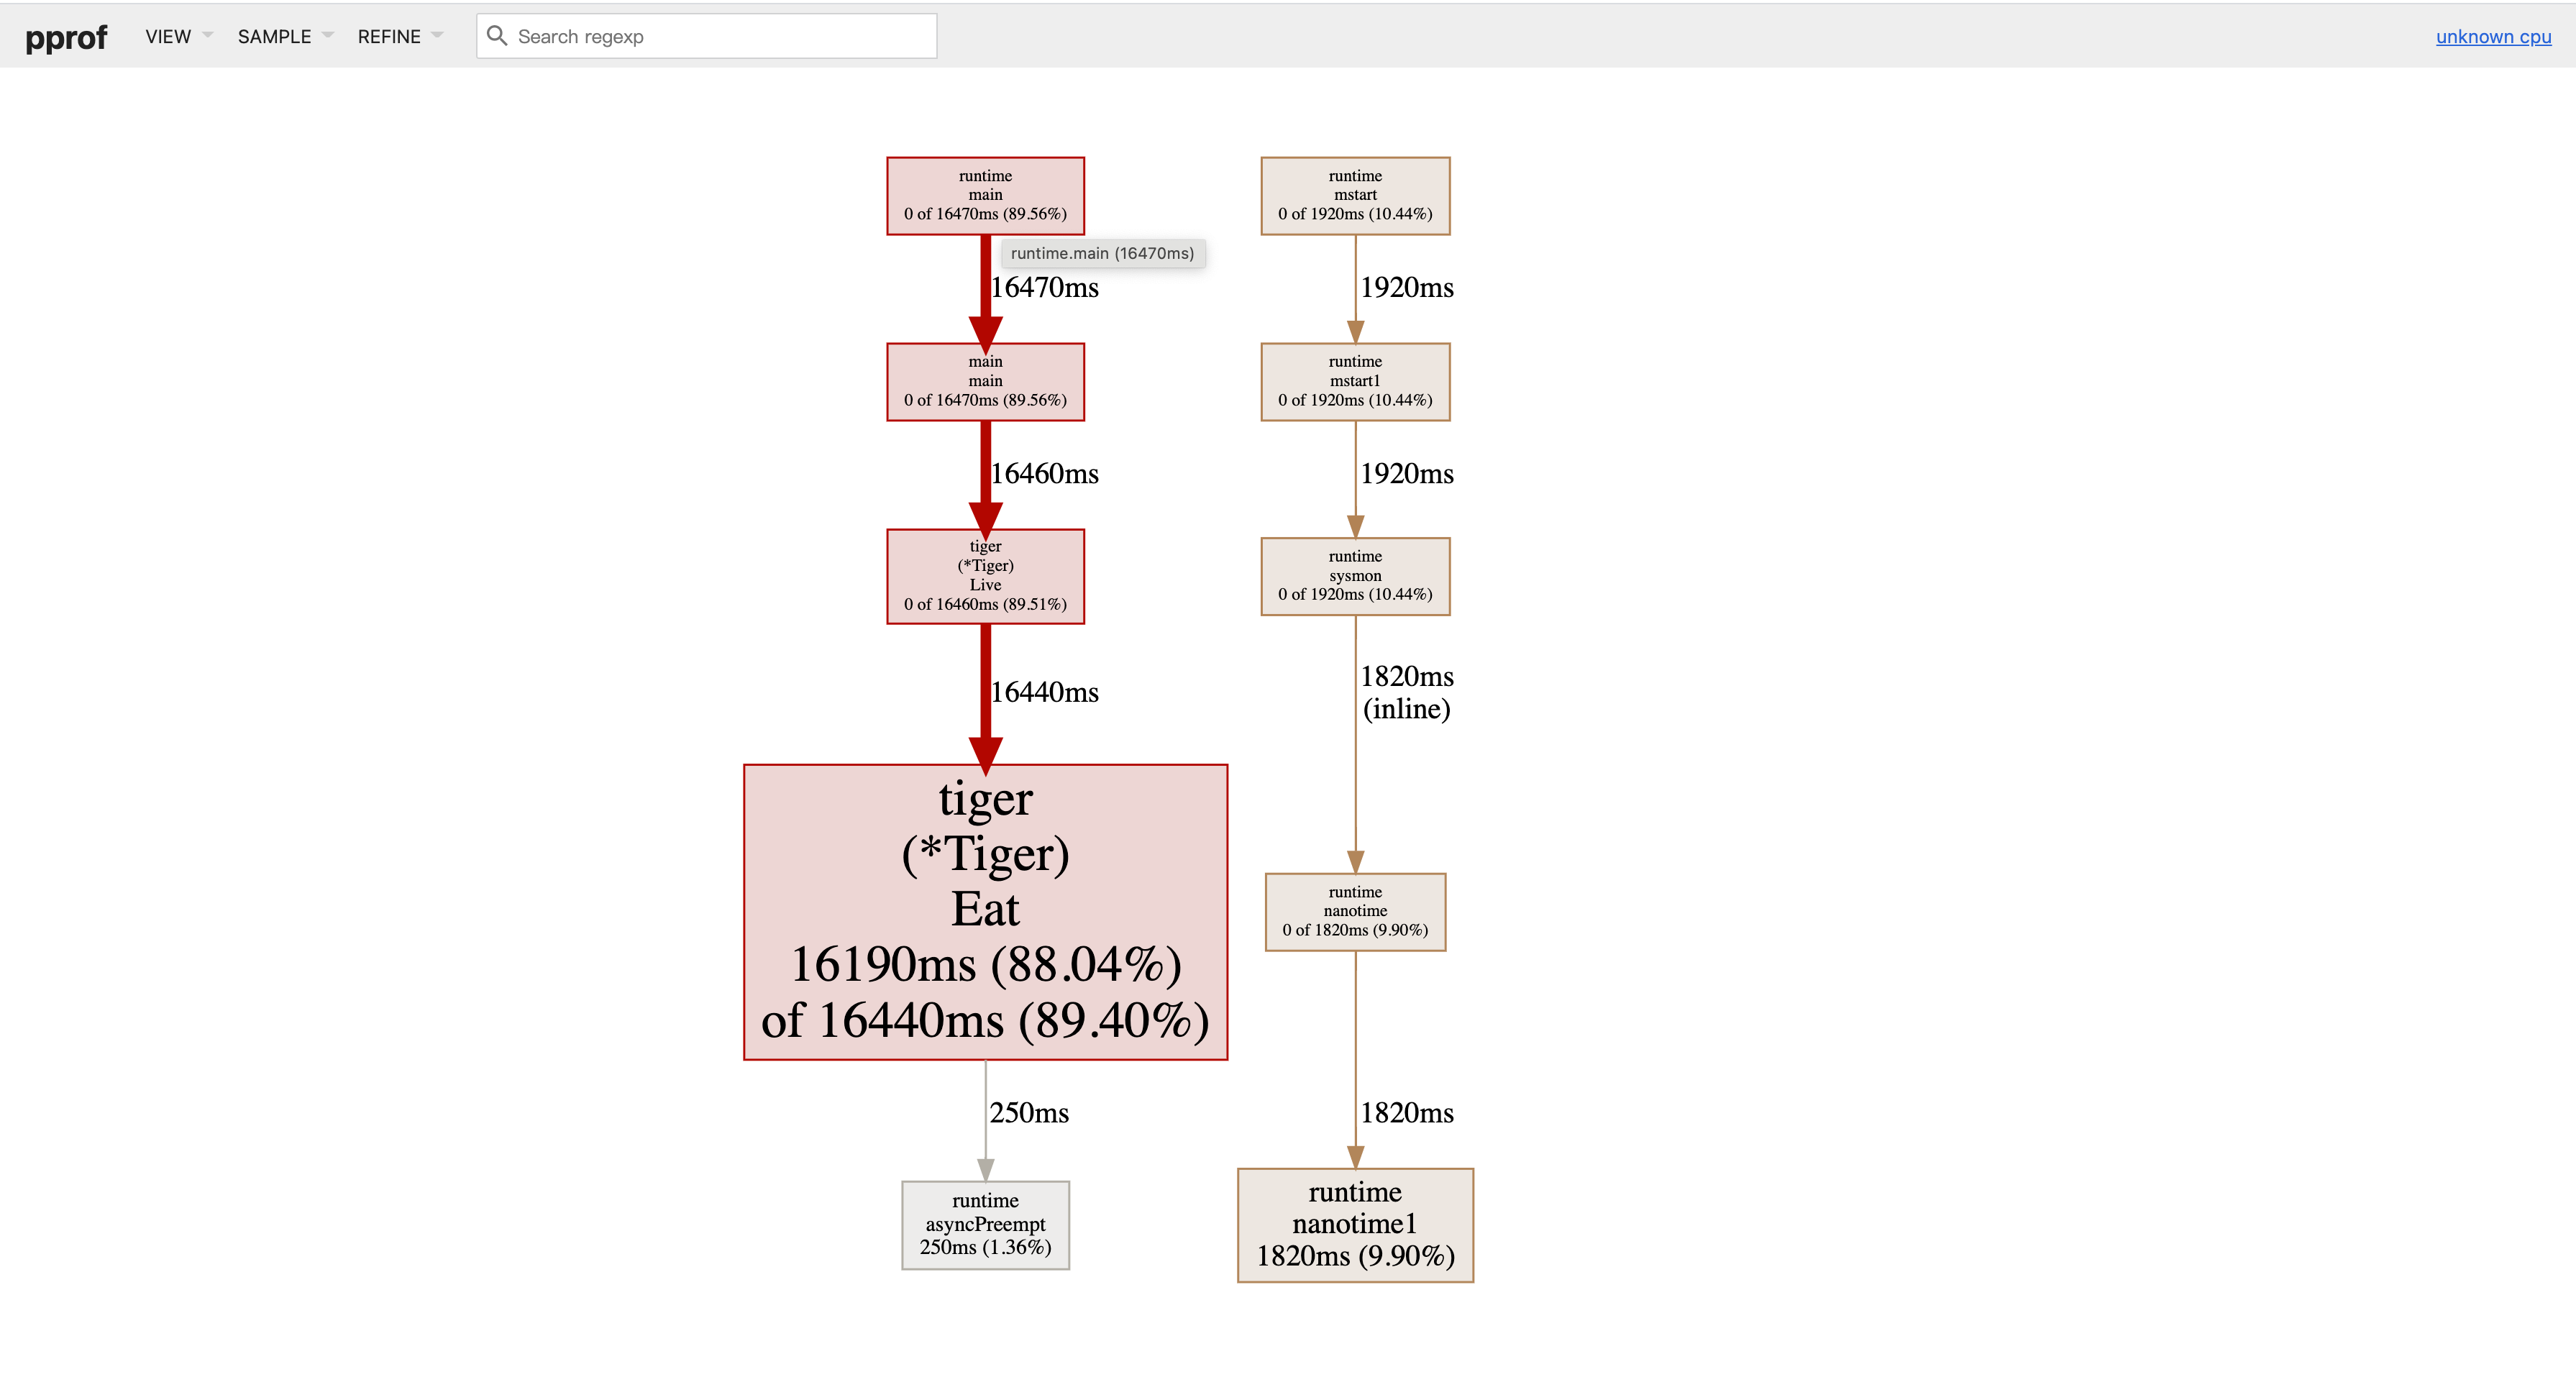 pprof
VIEW
SAMPLE
REFINE
Search regexp
unknown cpu
runtime
main
0 of 16470ms (89.56%)
runtime.main (16470ms)
16470ms
main
main
0 of 16470ms (89.56%)
16460ms
tiger
(*Tiger)
Live
0 of 16460ms (89.51%)
16440ms
tiger
(*Tiger)
Eat
16190ms (88.04%)
of 16440ms (89.40%)
250ms
runtime
asyncPreempt
250ms (1.36%)
runtime
mstart
0 of 1920ms (10.44%)
1920ms
runtime
mstart1
0 of 1920ms (10.44%)
1920ms
runtime
sysmon
0 of 1920ms (10.44%)
1820ms
(inline)
runtime
nanotime
0 of 1820ms (9.90%)
1820ms
runtime
nanotime1
1820ms (9.90%)